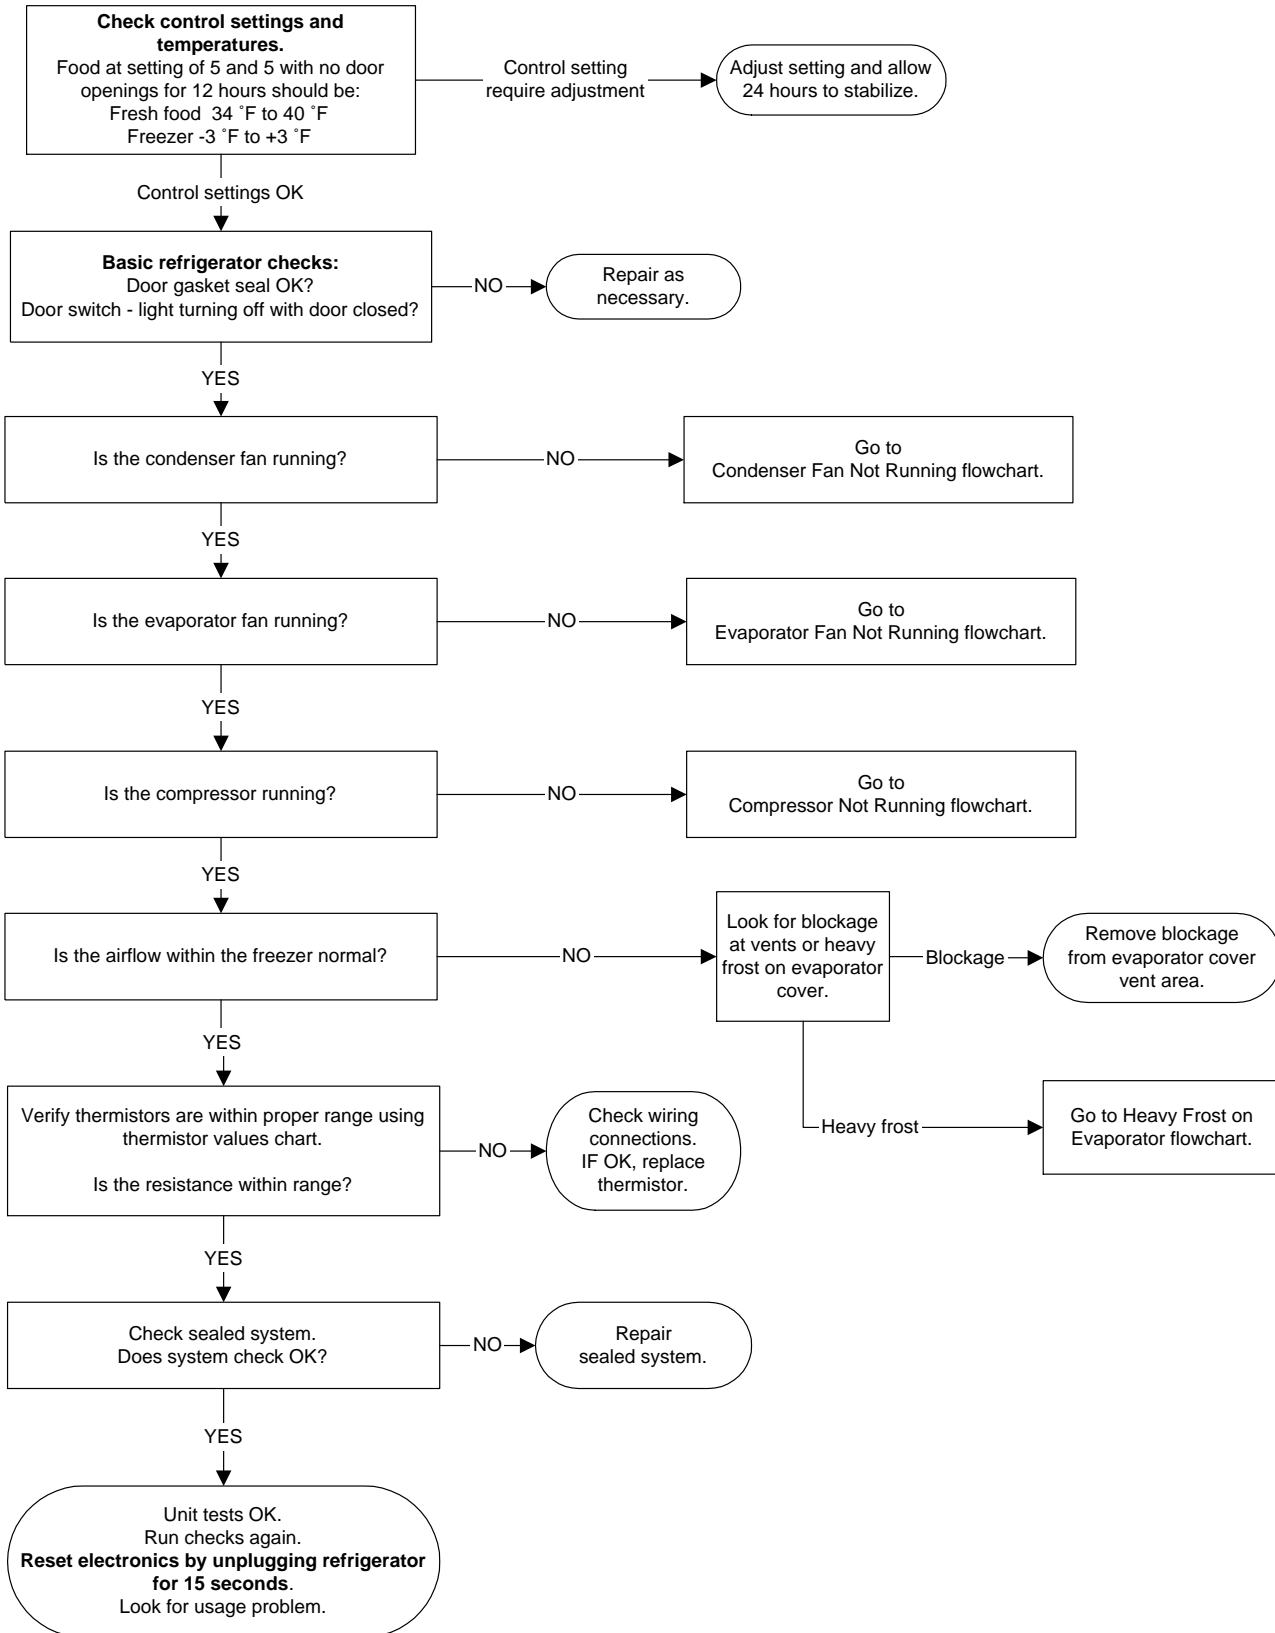 Check control settings and
temperatures.
Food at setting of 5 and 5 with no door
openings for 12 hours should be:
Fresh food  34 ˚F to 40 ˚F
Freezer -3 ˚F to +3 ˚F
Control setting
require adjustment
Adjust setting and allow
24 hours to stabilize.
Control settings OK
Basic refrigerator checks:
Door gasket seal OK?
Door switch - light turning off with door closed?
NO
Repair as
necessary.
YES
Is the condenser fan running?
NO
Go to
Condenser Fan Not Running flowchart.
YES
Is the evaporator fan running?
NO
Go to
Evaporator Fan Not Running flowchart.
YES
Is the compressor running?
NO
Go to
Compressor Not Running flowchart.
YES
Is the airflow within the freezer normal?
NO
Look for blockage
at vents or heavy
frost on evaporator
cover.
Blockage
Remove blockage
from evaporator cover
vent area.
Heavy frost
Go to Heavy Frost on
Evaporator flowchart.
YES
Verify thermistors are within proper range using
thermistor values chart.
Is the resistance within range?
NO
Check wiring
connections.
IF OK, replace
thermistor.
YES
Check sealed system.
Does system check OK?
NO
Repair
sealed system.
YES
Unit tests OK.
Run checks again.
Reset electronics by unplugging refrigerator
for 15 seconds.
Look for usage problem.